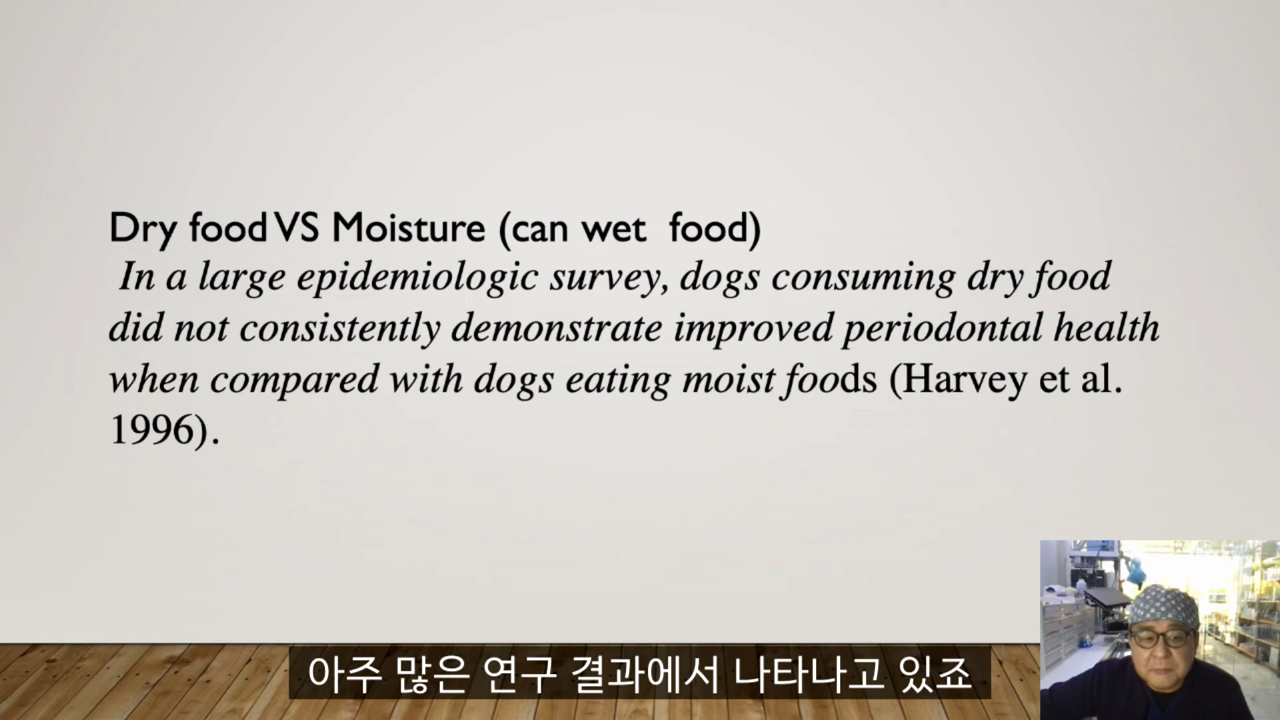 Dry food VS Moisture (can wet food)
In a large epidemiologic survey, dogs consuming dry food
did not consistently demonstrate improved periodontal health
when compared with dogs eating moist foods (Harvey et al.
1996).
아주 많은 연구 결과에서 나타나고 있죠